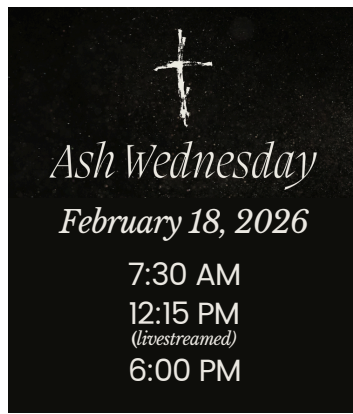 Ash Wednesday
February 18, 2026
7:30 AM
12:15 PM
(livestreamed)
6:00 PM